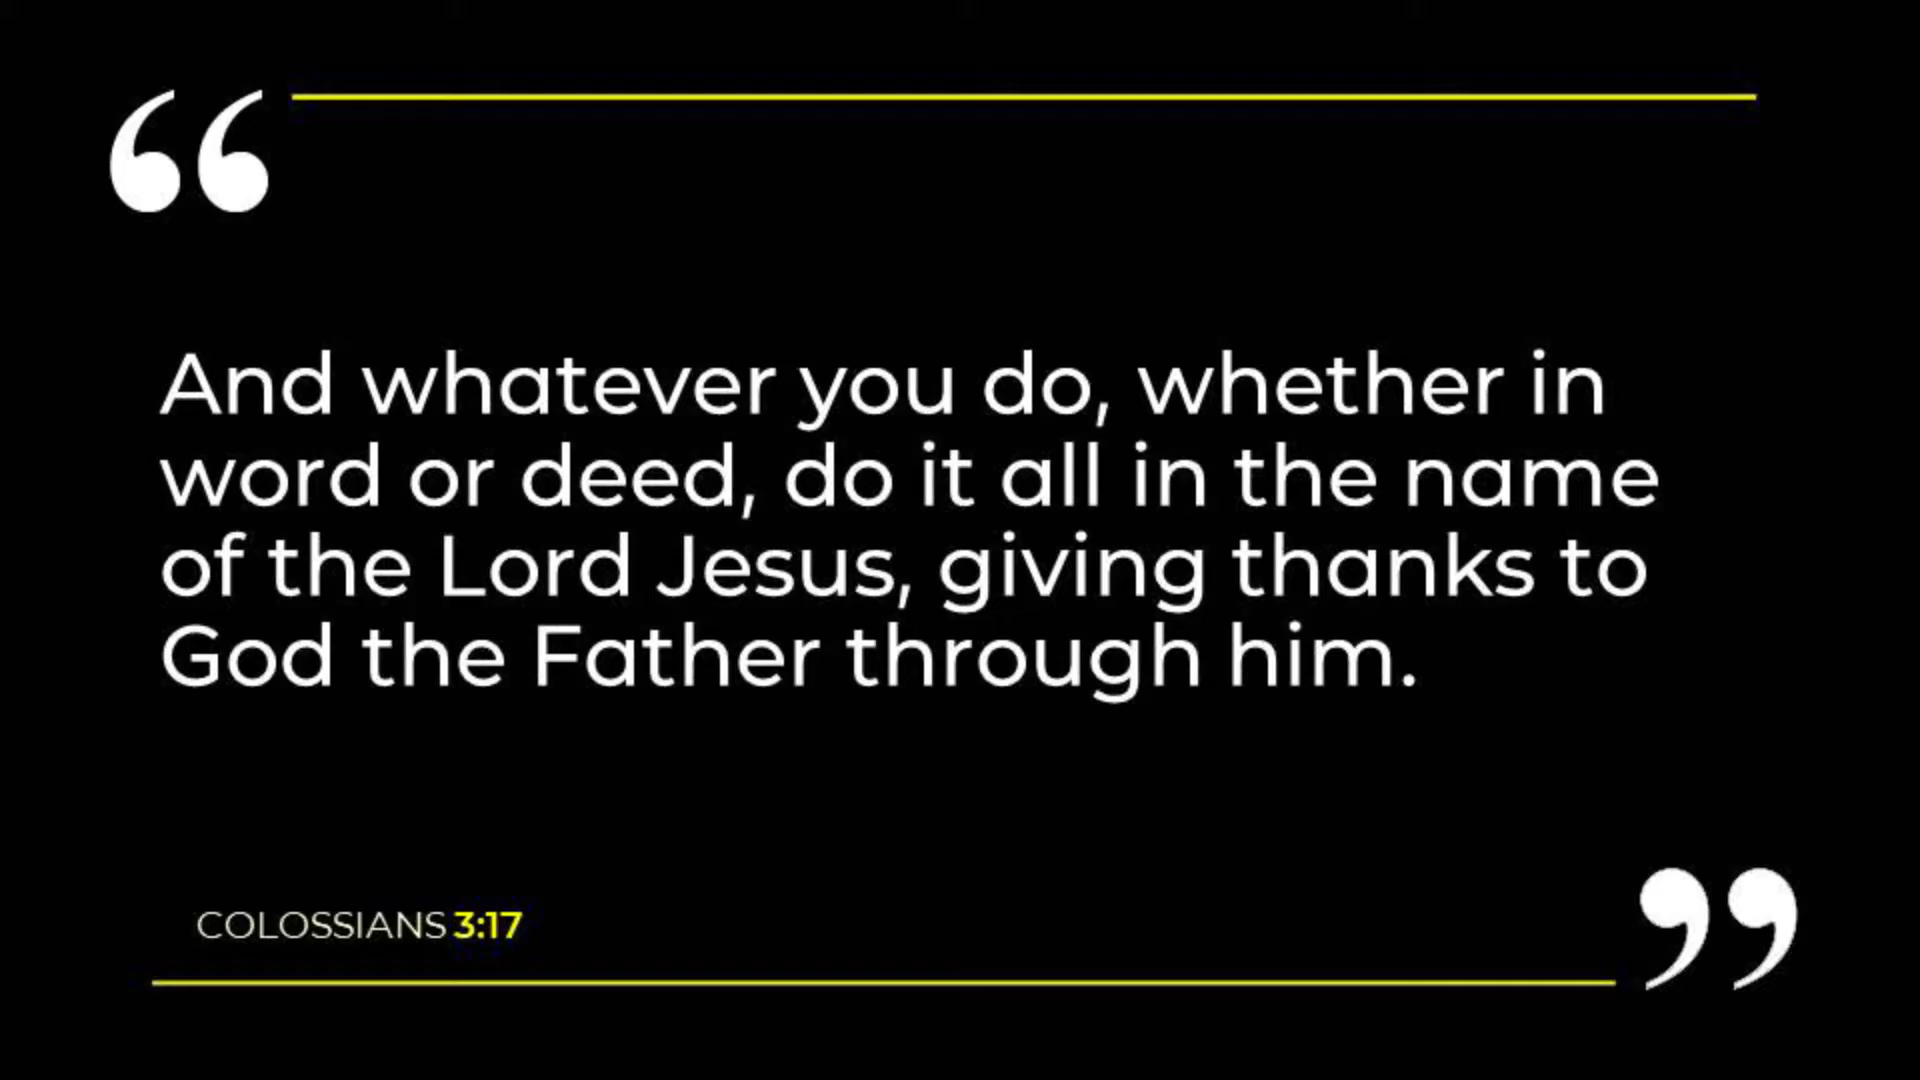 “
And whatever you do, whether in
word or deed, do it all in the name
of the Lord Jesus, giving thanks to
God the Father through him.
COLOSSIANS 3:17
”